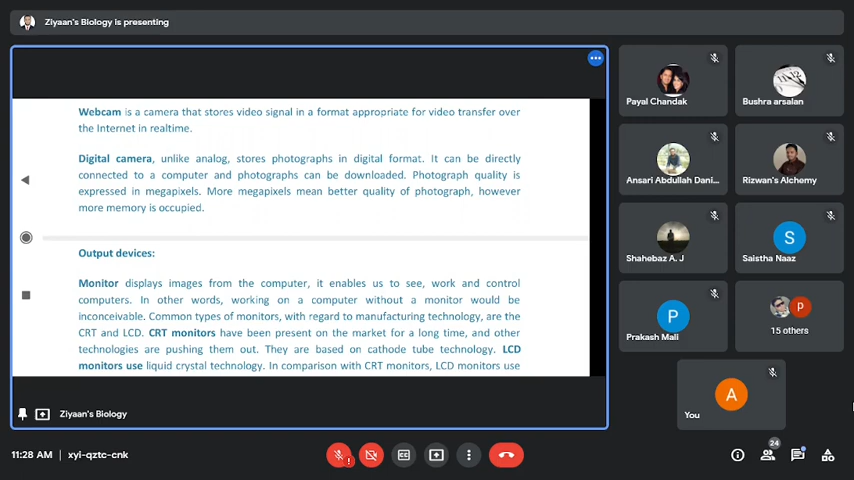 Ziyaan's Biology is presenting
Webcam is a camera that stores video signal in a format appropriate for video transfer over
the Internet in realtime.
Digital camera, unlike analog, stores photographs in digital format. It can be directly
connected to a computer and photographs can be downloaded. Photograph quality is
expressed in megapixels. More megapixels mean better quality of photograph, however
more memory is occupied.
Output devices:
Monitor displays images from the computer, it enables us to see, work and control
computers. In other words, working on a computer without a monitor would be
inconceivable. Common types of monitors, with regard to manufacturing technology, are the
CRT and LCD. CRT monitors have been present on the market for a long time, and other
technologies are pushing them out. They are based on cathode tube technology. LCD
monitors use liquid crystal technology. In comparison with CRT monitors, LCD monitors use
Ziyaan's Biology
Payal Chandak
Bushra arsalan
Ansari Abdullah Dani...
Rizwan's Alchemy
Shahebaz A. J
S
Saistha Naaz
P
Prakash Mali
P
15 others
A
You
11:28 AM | xyi-qztc-cnk
24